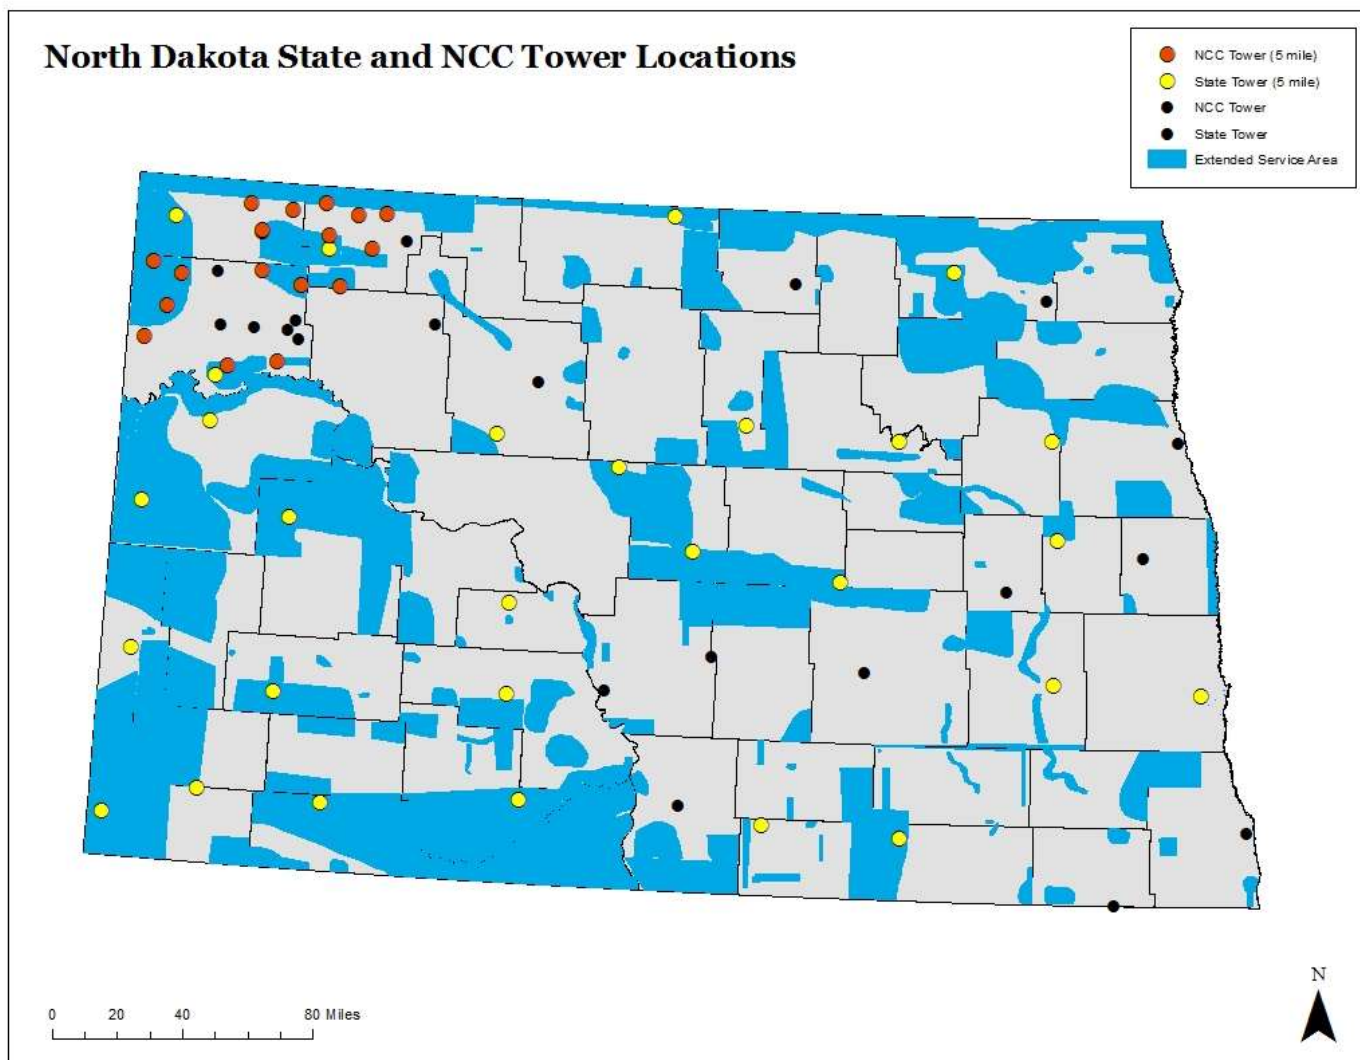 North Dakota State and NCC Tower Locations
NCC Tower (5 mile)
State Tower (5 mile)
NCC Tower
State Tower
Extended Service Area
N
0 20 40 80 Miles